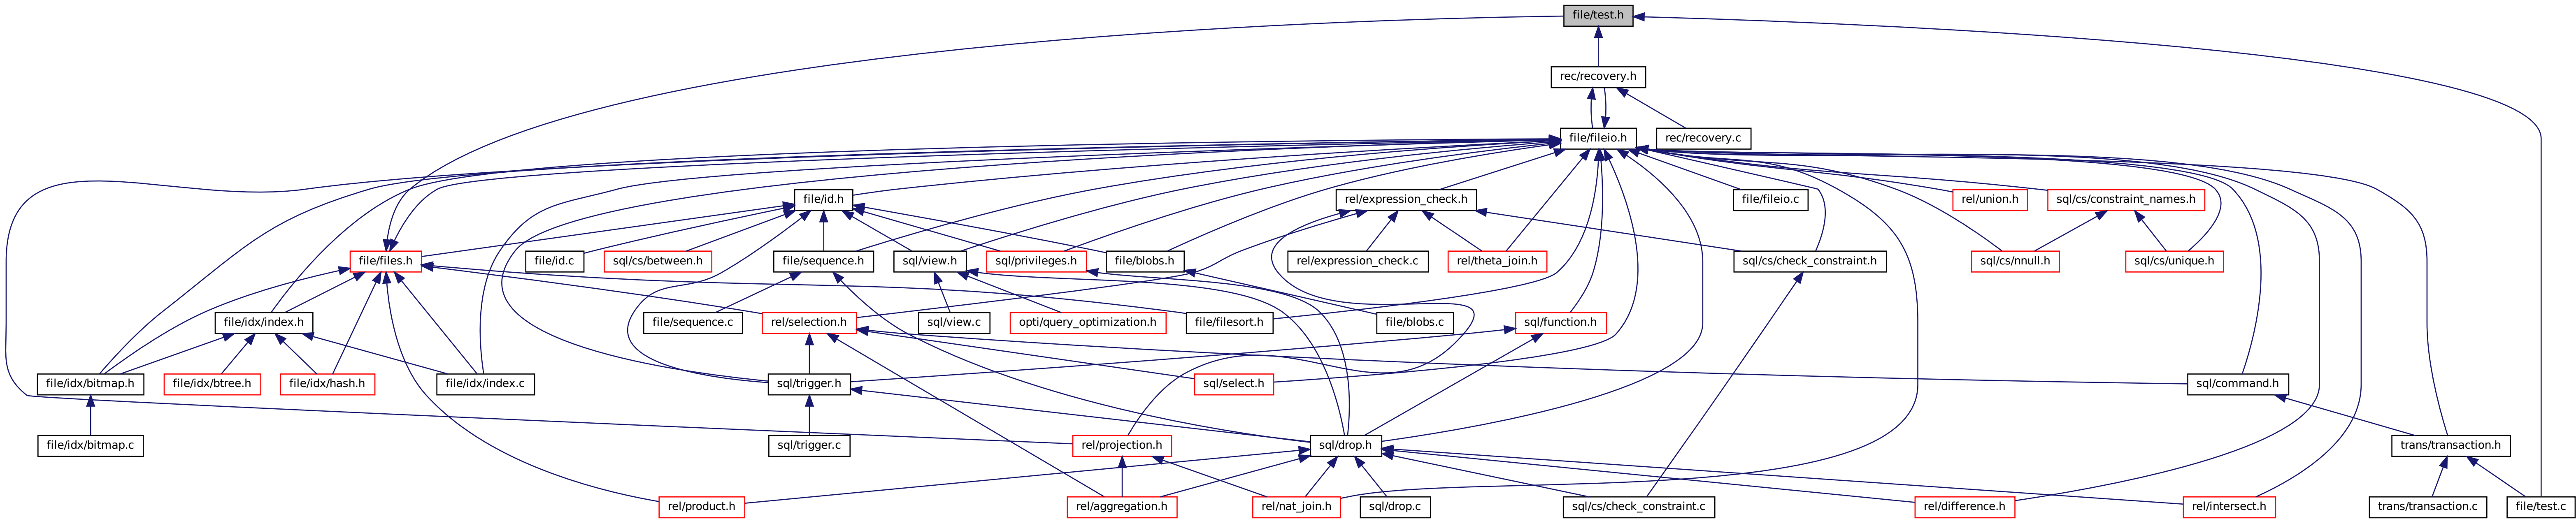 file/test.h
rec/recovery.h
file/fileio.h
rec/recovery.c
file/id.h
rel/expression_check.h
file/fileio.c
rel/union.h
sql/cs/constraint_names.h
file/files.h
file/id.c
sql/cs/between.h
file/sequence.h
sql/view.h
sql/privileges.h
file/blobs.h
rel/expression_check.c
rel/theta_join.h
sql/cs/check_constraint.h
sql/cs/nnull.h
sql/cs/unique.h
file/idx/index.h
file/sequence.c
rel/selection.h
sql/view.c
opti/query_optimization.h
file/filesort.h
file/blobs.c
sql/function.h
file/idx/bitmap.h
file/idx/btree.h
file/idx/hash.h
file/idx/index.c
sql/trigger.h
sql/select.h
sql/command.h
file/idx/bitmap.c
sql/trigger.c
rel/projection.h
sql/drop.h
trans/transaction.h
rel/product.h
rel/aggregation.h
rel/nat_join.h
sql/drop.c
sql/cs/check_constraint.c
rel/difference.h
rel/intersect.h
trans/transaction.c
file/test.c